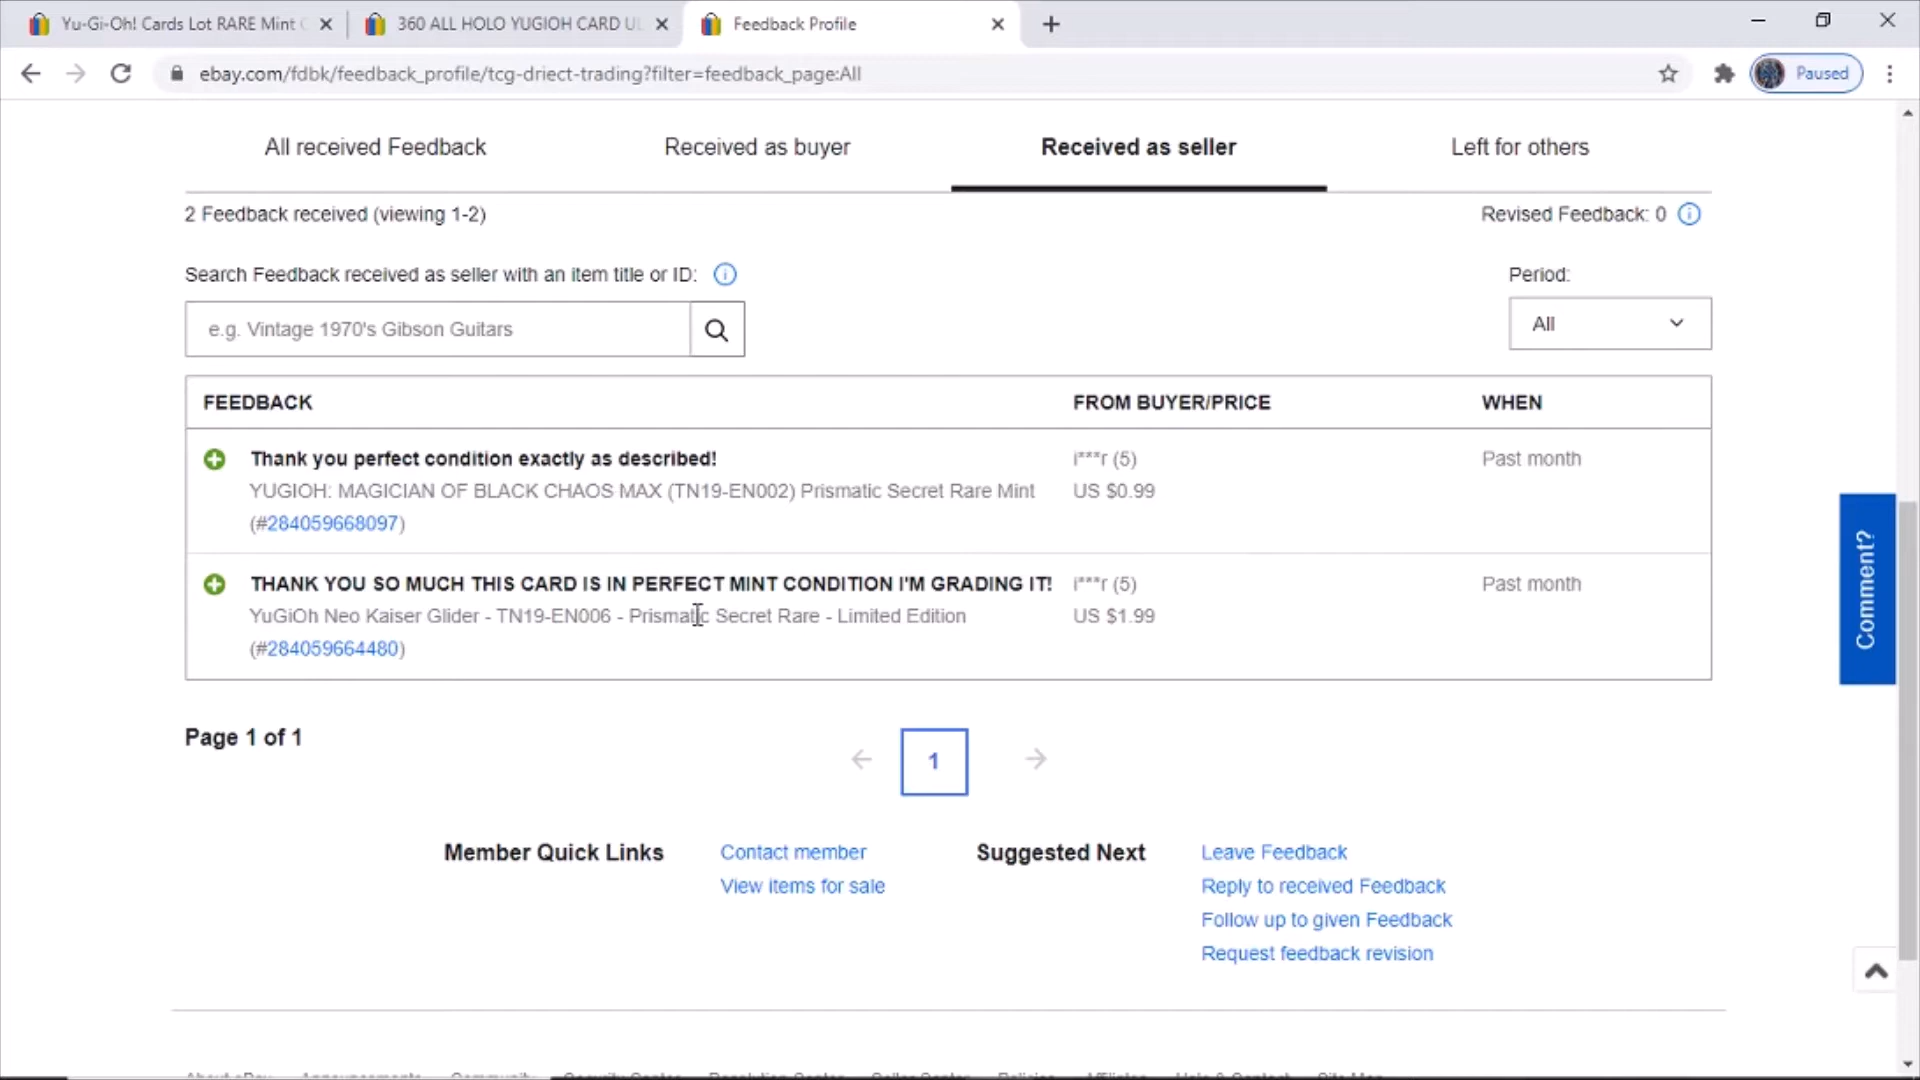 Yu-Gi-Oh! Cards Lot RARE Mint
360 ALL HOLO YUGIOH CARD UL
Feedback Profile
ebay.com/fdbk/feedback_profile/tcg-driect-trading?filter=feedback_page:All
Paused
All received Feedback
Received as buyer
Received as seller
Left for others
2 Feedback received (viewing 1-2)
Revised Feedback: 0
Search Feedback received as seller with an item title or ID:
Period:
e.g. Vintage 1970's Gibson Guitars
All
FEEDBACK
FROM BUYER/PRICE
WHEN
Thank you perfect condition exactly as described!
i***r (5)
Past month
YUGIOH: MAGICIAN OF BLACK CHAOS MAX (TN19-EN002) Prismatic Secret Rare Mint
US $0.99
(#284059668097)
THANK YOU SO MUCH THIS CARD IS IN PERFECT MINT CONDITION I'M GRADING IT!
i***r (5)
Past month
YuGiOh Neo Kaiser Glider - TN19-EN006 - Prismatic Secret Rare - Limited Edition
US $1.99
(#284059664480)
Comment?
Page 1 of 1
1
Member Quick Links
Contact member
View items for sale
Suggested Next
Leave Feedback
Reply to received Feedback
Follow up to given Feedback
Request feedback revision